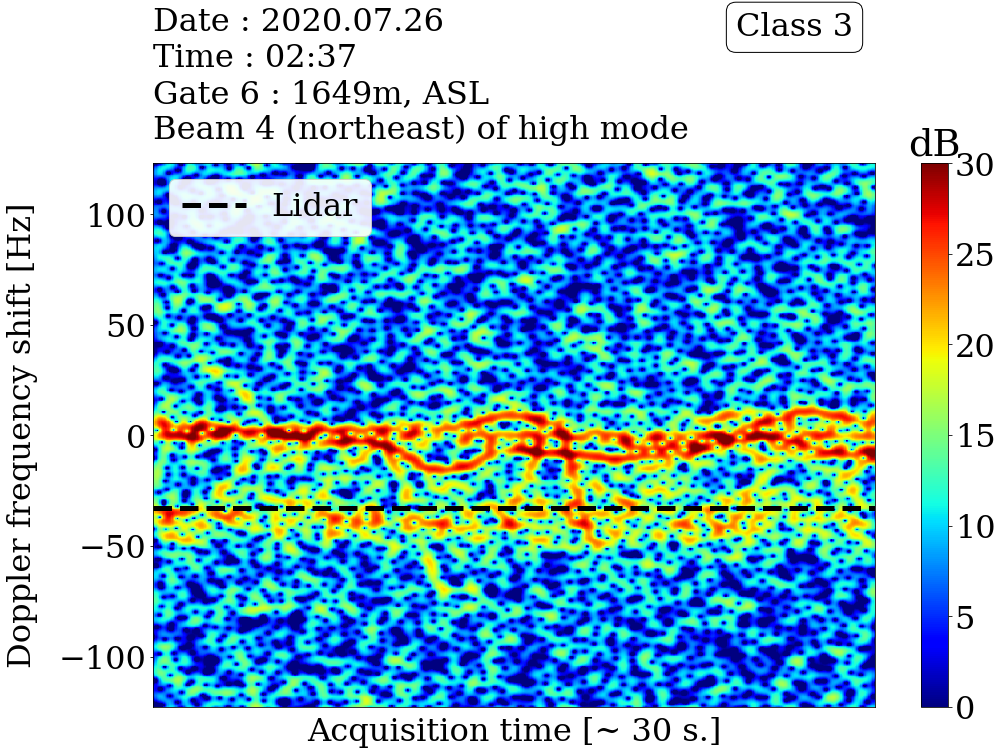 Date : 2020.07.26
Time : 02:37
Gate 6 : 1649m, ASL
Beam 4 (northeast) of high mode
Class 3
dB
Lidar
Doppler frequency shift [Hz]
100
50
0
−50
−100
30
25
20
15
10
5
0
Acquisition time [~ 30 s.]